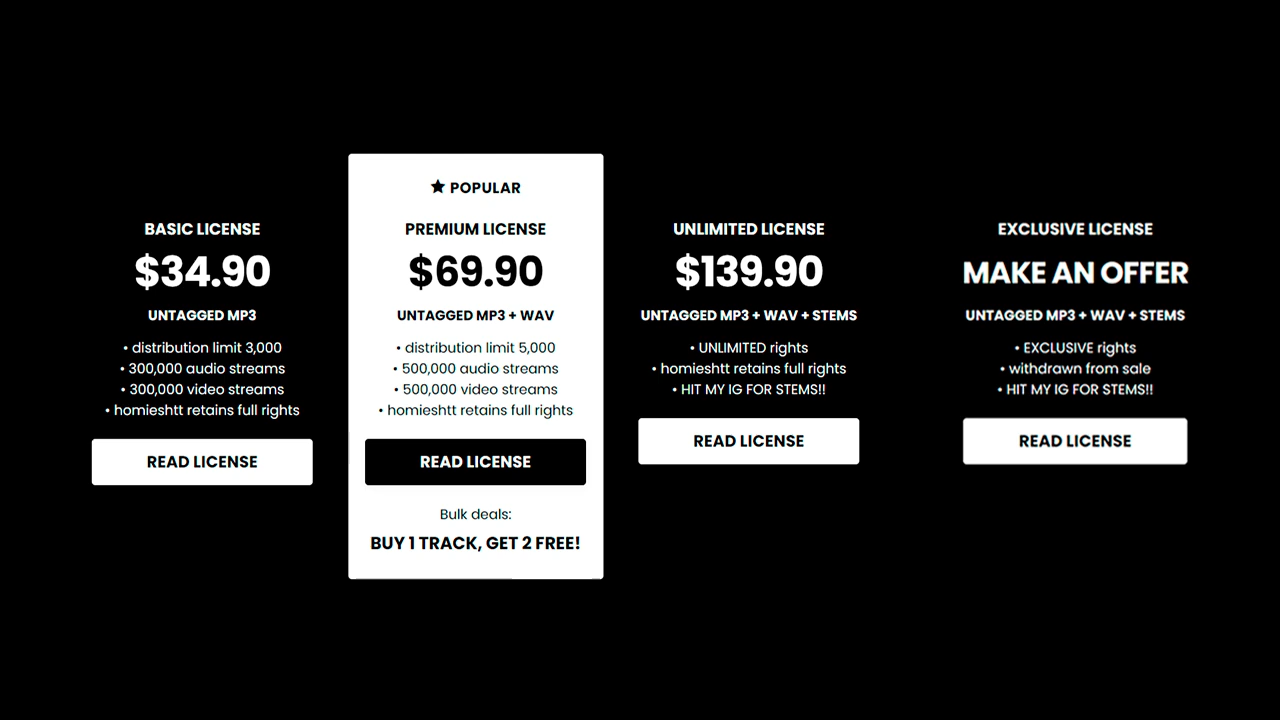 BASIC LICENSE
$34.90
UNTAGGED MP3
• distribution limit 3,000
• 300,000 audio streams
• 300,000 video streams
• homieshtt retains full rights
READ LICENSE
★ POPULAR
PREMIUM LICENSE
$69.90
UNTAGGED MP3 + WAV
• distribution limit 5,000
• 500,000 audio streams
• 500,000 video streams
• homieshtt retains full rights
READ LICENSE
Bulk deals:
BUY 1 TRACK, GET 2 FREE!
UNLIMITED LICENSE
$139.90
UNTAGGED MP3 + WAV + STEMS
• UNLIMITED rights
• homieshtt retains full rights
• HIT MY IG FOR STEMS!!
READ LICENSE
EXCLUSIVE LICENSE
MAKE AN OFFER
UNTAGGED MP3 + WAV + STEMS
• EXCLUSIVE rights
• withdrawn from sale
• HIT MY IG FOR STEMS!!
READ LICENSE